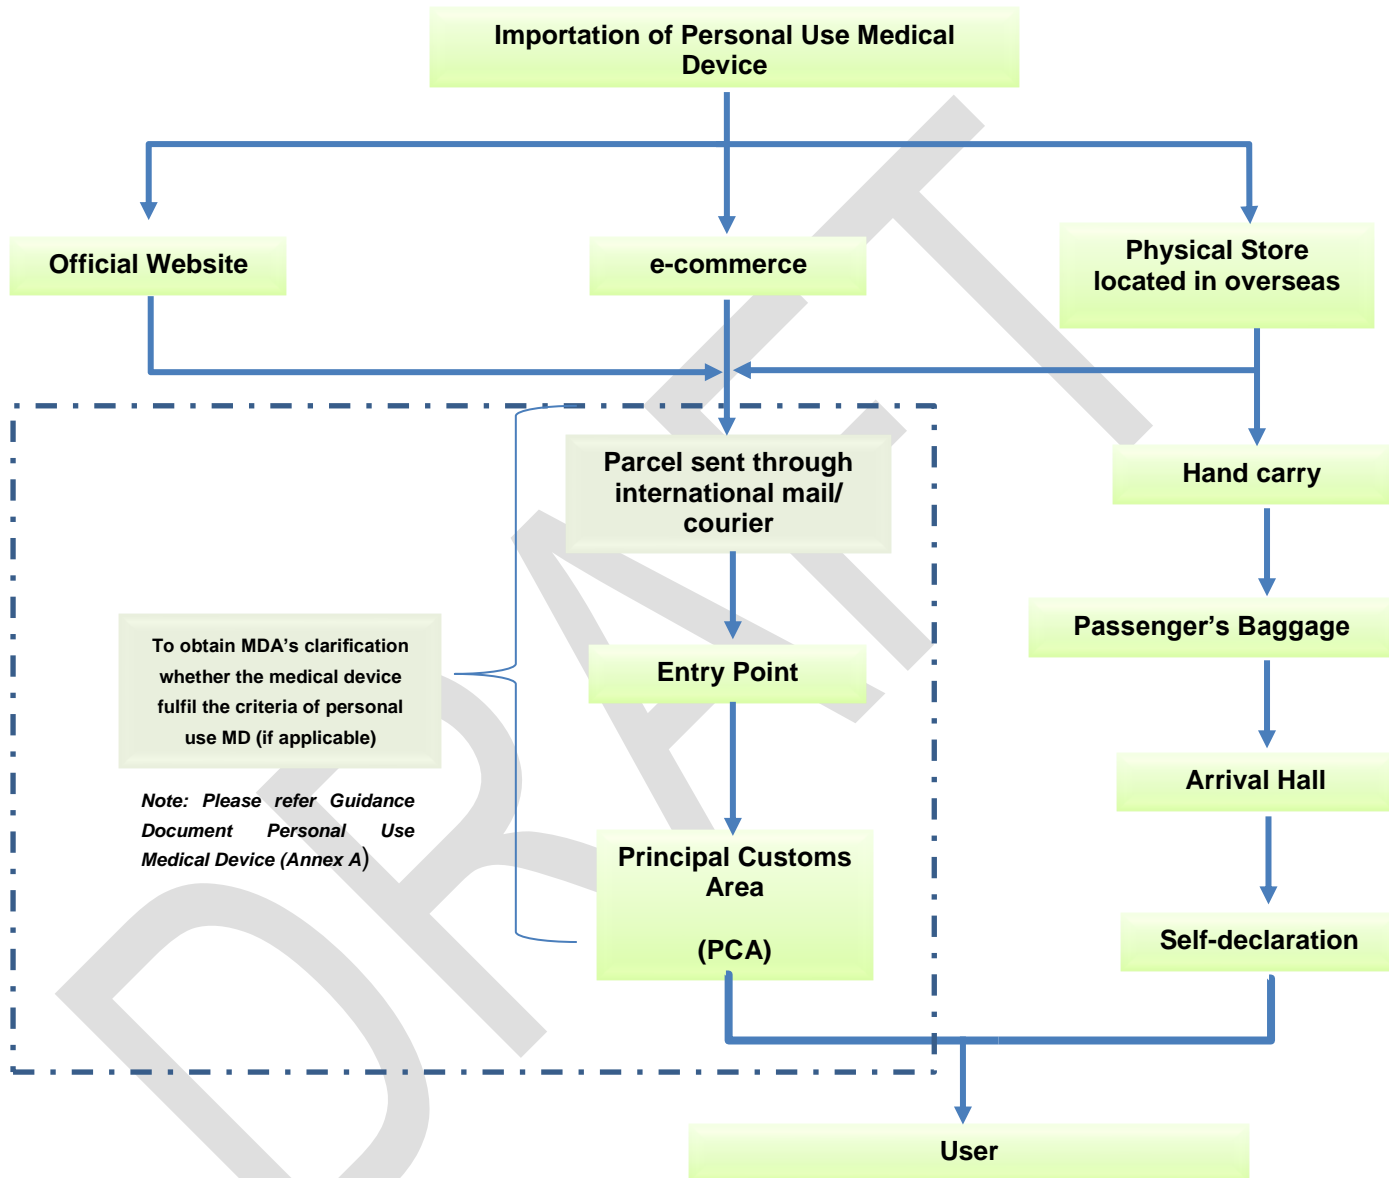 Importation of Personal Use Medical
Device
Official Website
e-commerce
Physical Store
located in overseas
Parcel sent through
international mail/
courier
Hand carry
To obtain MDA’s clarification
whether the medical device
fulfil the criteria of personal
use MD (if applicable)
Note: Please refer Guidance
Document Personal Use
Medical Device (Annex A)
Entry Point
Passenger’s Baggage
Principal Customs
Area
(PCA)
Arrival Hall
Self-declaration
User
DRAFT